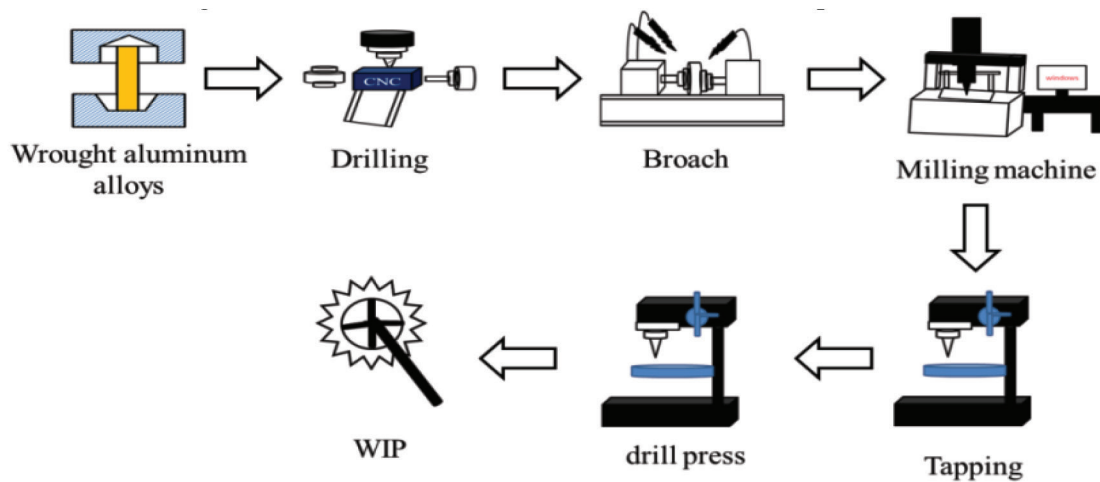 CNC
windows
Wrought aluminum
alloys
Drilling
Broach
Milling machine
WIP
drill press
Tapping